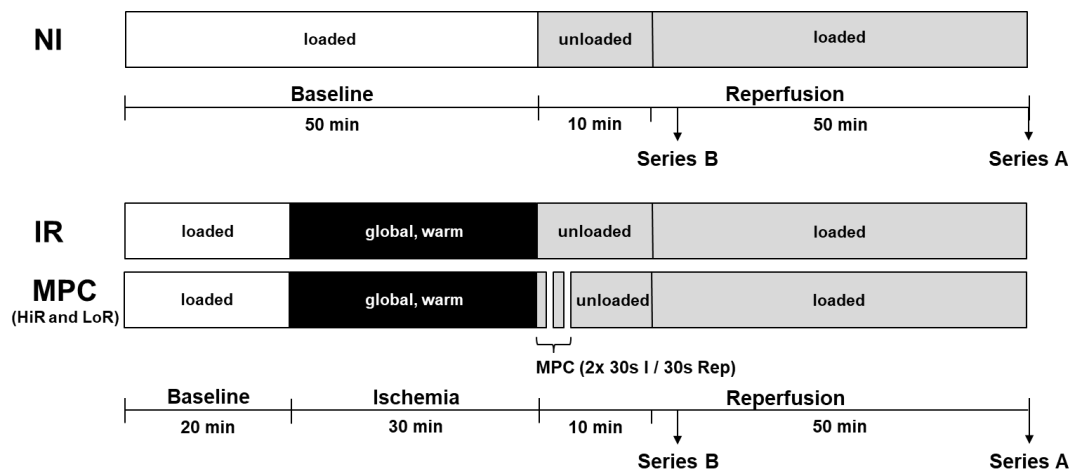 NI
loaded
unloaded
loaded
Baseline
Reperfusion
50 min
10 min
50 min
Series B
Series A
IR
loaded
global, warm
unloaded
loaded
MPC
(HiR and LoR)
loaded
global, warm
unloaded
loaded
MPC (2x 30s I / 30s Rep)
Baseline
Ischemia
Reperfusion
20 min
30 min
10 min
50 min
Series B
Series A